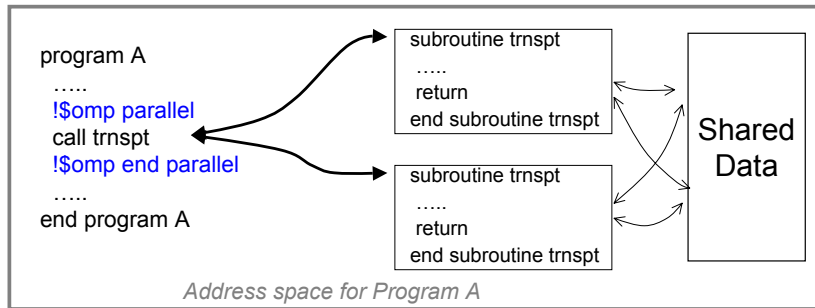 program A
…..
!$omp parallel
call trnspt
!$omp end parallel
…..
end program A
subroutine trnspt
…..
return
end subroutine trnspt
subroutine trnspt
…..
return
end subroutine trnspt
Shared
Data
Address space for Program A